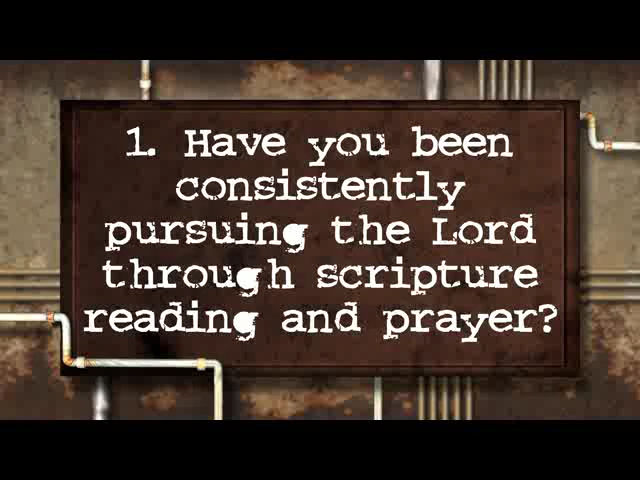 1. Have you been
consistently
pursuing the Lord
through scripture
reading and prayer?